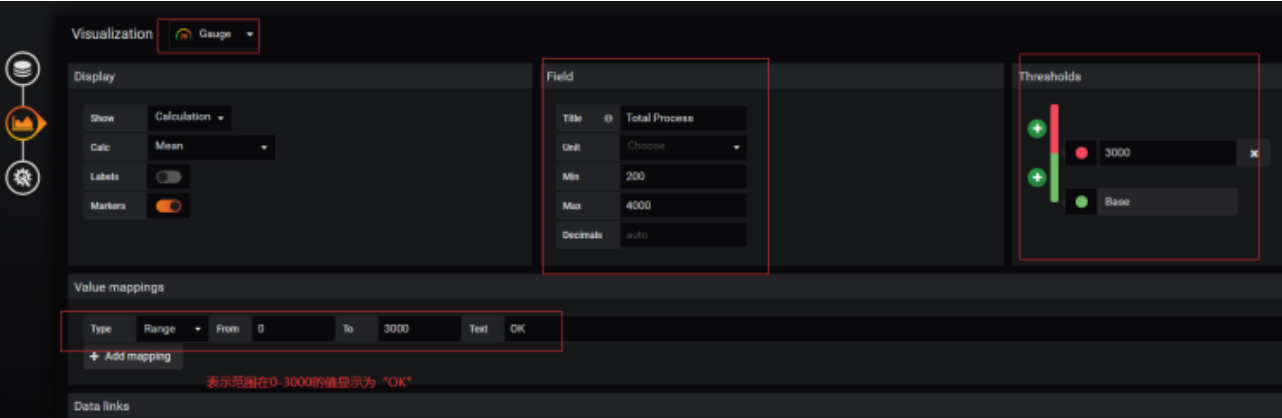 Visualization Gauge
Display
Show Calculation
Calc Mean
Labels
Markers
Field
Title Total Process
Unit Choose
Min 200
Max 4000
Decimals auto
Thresholds
3000
Base
Value mappings
Type Range From 0 To 3000 Text OK
+ Add mapping
表示范围在0-3000的值显示为 "OK"
Data links